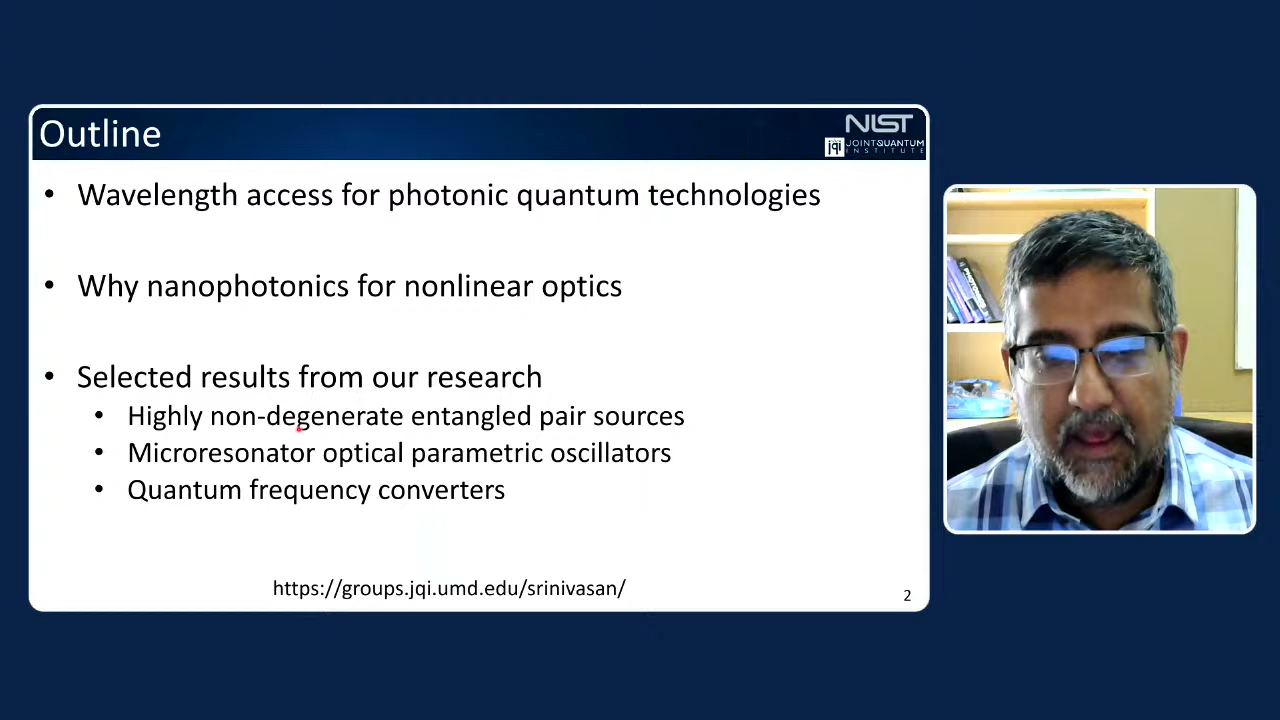 Outline
NIST
jqi JOINT QUANTUM
INSTITUTE
• Wavelength access for photonic quantum technologies
• Why nanophotonics for nonlinear optics
• Selected results from our research
• Highly non-degenerate entangled pair sources
• Microresonator optical parametric oscillators
• Quantum frequency converters
https://groups.jqi.umd.edu/srinivasan/
2